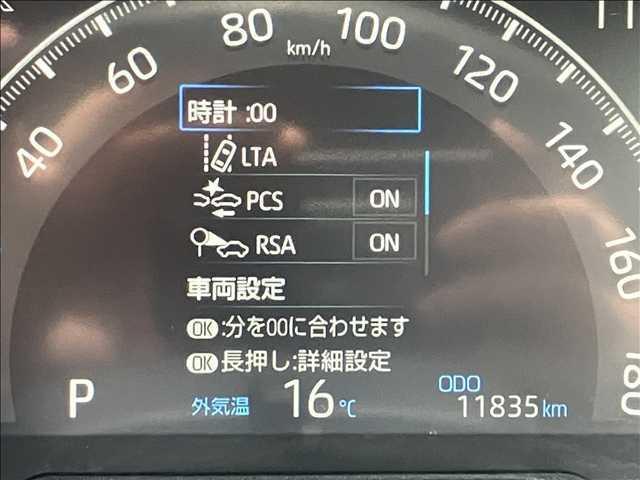 80
100
km/h
60
120
40
140
160
180
時計 :00
LTA
PCS ON
RSA ON
車両設定
OK :分を00に合わせます
OK 長押し:詳細設定
P 外気温 16℃
ODO
11835 km